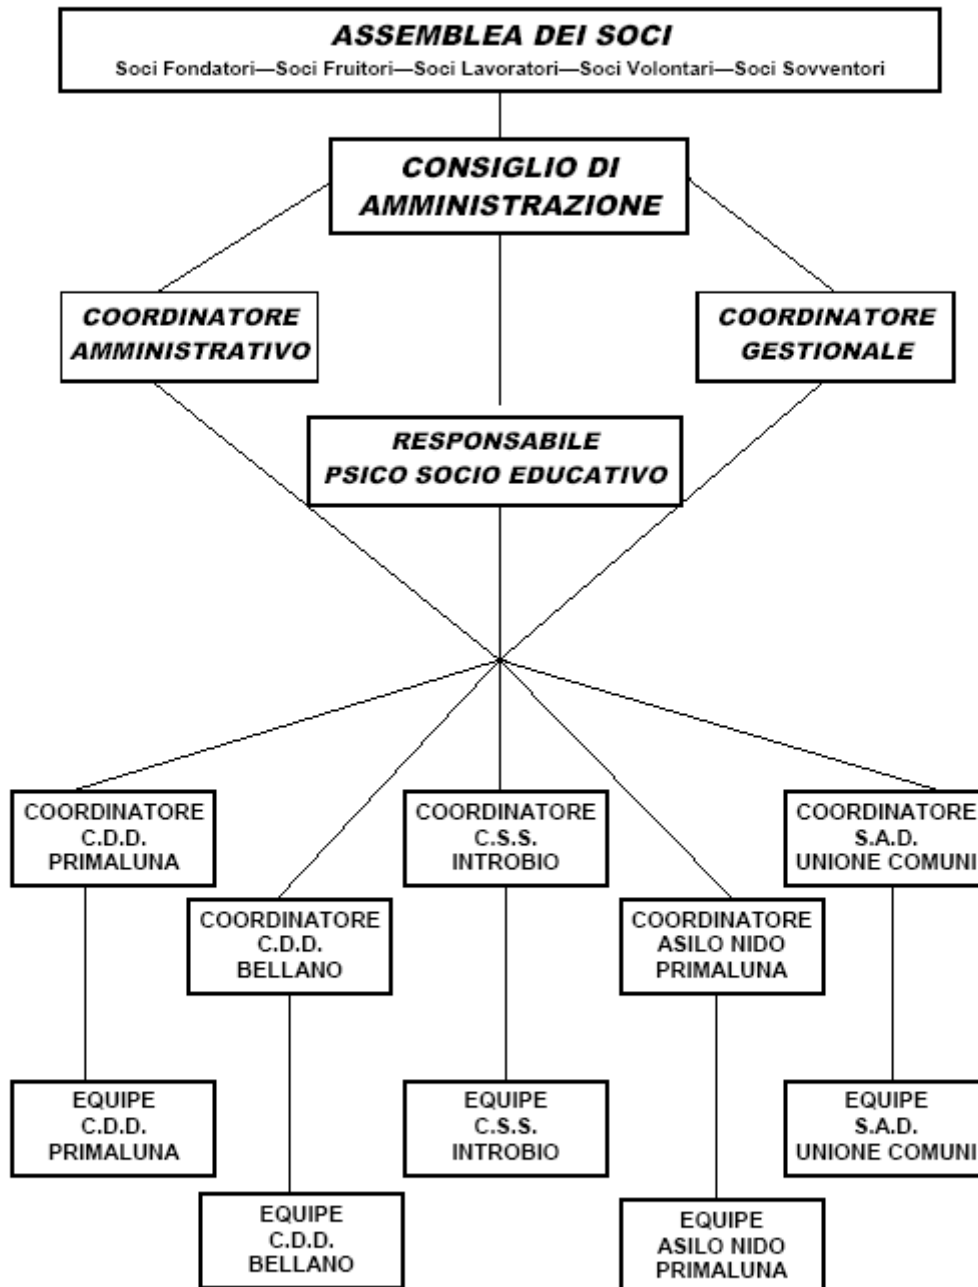 ASSEMBLEA DEI SOCI
Soci Fondatori—Soci Fruitori—Soci Lavoratori—Soci Volontari—Soci Sovventori
CONSIGLIO DI
AMMINISTRAZIONE
COORDINATORE
AMMINISTRATIVO
COORDINATORE
GESTIONALE
RESPONSABILE
PSICO SOCIO EDUCATIVO
COORDINATORE
C.D.D.
PRIMALUNA
COORDINATORE
C.S.S.
INTROBIO
COORDINATORE
S.A.D.
UNIONE COMUNI
COORDINATORE
C.D.D.
BELLANO
COORDINATORE
ASILO NIDO
PRIMALUNA
EQUIPE
C.D.D.
PRIMALUNA
EQUIPE
C.S.S.
INTROBIO
EQUIPE
S.A.D.
UNIONE COMUNI
EQUIPE
C.D.D.
BELLANO
EQUIPE
ASILO NIDO
PRIMALUNA